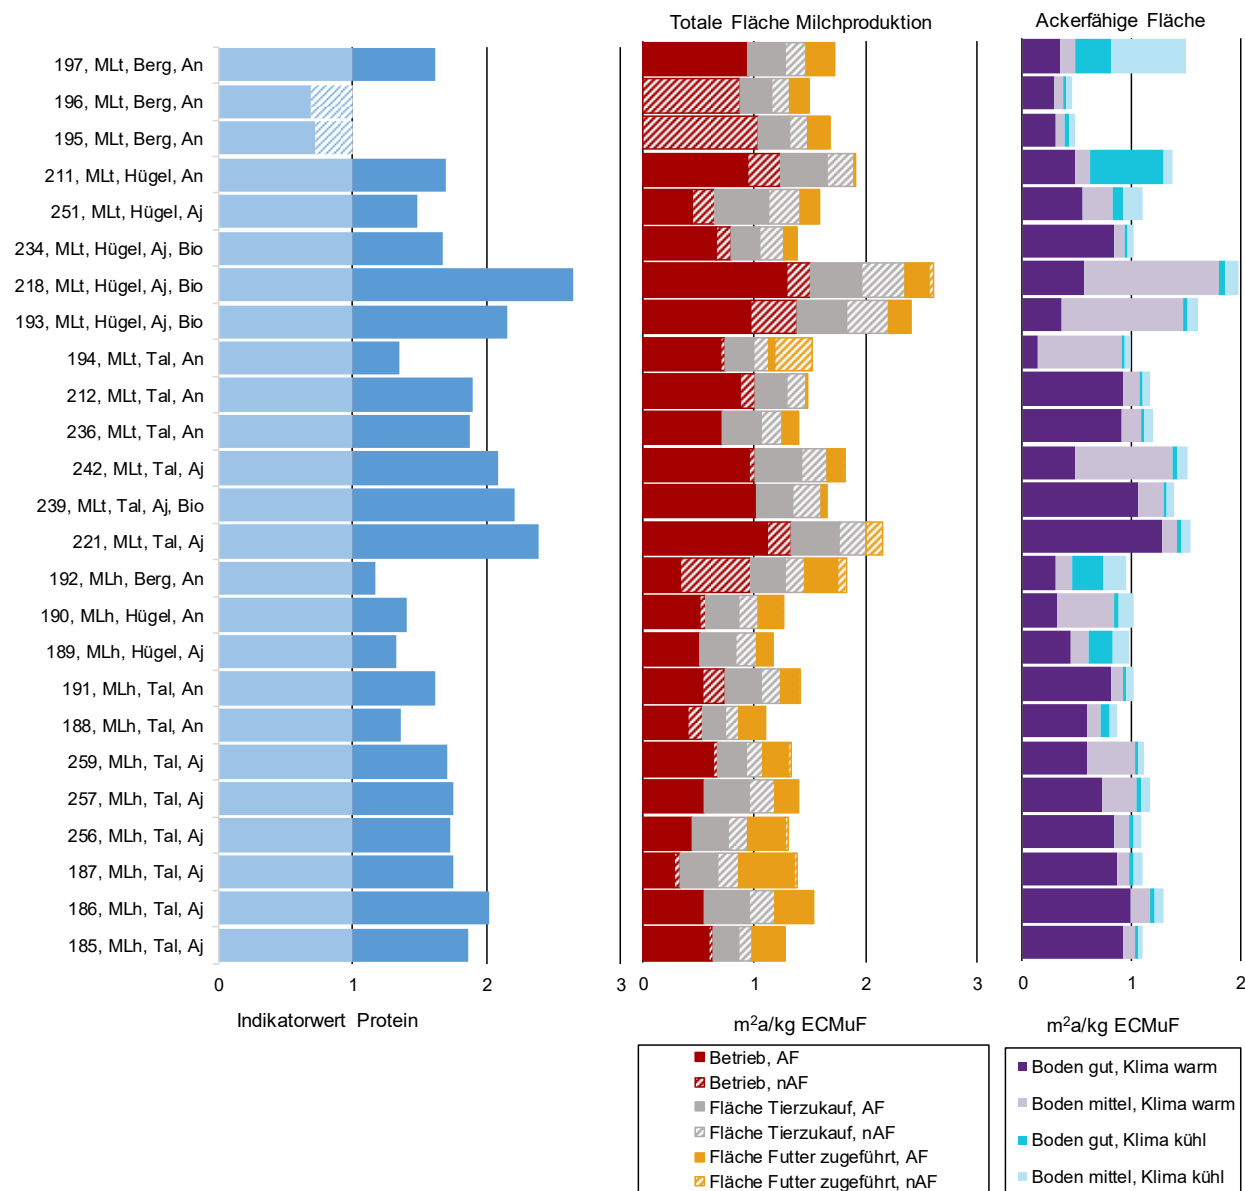 Totale Fläche Milchproduktion
Ackerfähige Fläche
197, MLt, Berg, An
196, MLt, Berg, An
195, MLt, Berg, An
211, MLt, Hügel, An
251, MLt, Hügel, Aj
234, MLt, Hügel, Aj, Bio
218, MLt, Hügel, Aj, Bio
193, MLt, Hügel, Aj, Bio
194, MLt, Tal, An
212, MLt, Tal, An
236, MLt, Tal, An
242, MLt, Tal, Aj
239, MLt, Tal, Aj, Bio
221, MLt, Tal, Aj
192, MLh, Berg, An
190, MLh, Hügel, An
189, MLh, Hügel, Aj
191, MLh, Tal, An
188, MLh, Tal, An
259, MLh, Tal, Aj
257, MLh, Tal, Aj
256, MLh, Tal, Aj
187, MLh, Tal, Aj
186, MLh, Tal, Aj
185, MLh, Tal, Aj
0 1 2 3
0 1 2 3
0 1 2
Indikatorwert Protein
m²a/kg ECMuF
m²a/kg ECMuF
Betrieb, AF
Betrieb, nAF
Fläche Tierzukauf, AF
Fläche Tierzukauf, nAF
Fläche Futter zugeführt, AF
Fläche Futter zugeführt, nAF
Boden gut, Klima warm
Boden mittel, Klima warm
Boden gut, Klima kühl
Boden mittel, Klima kühl